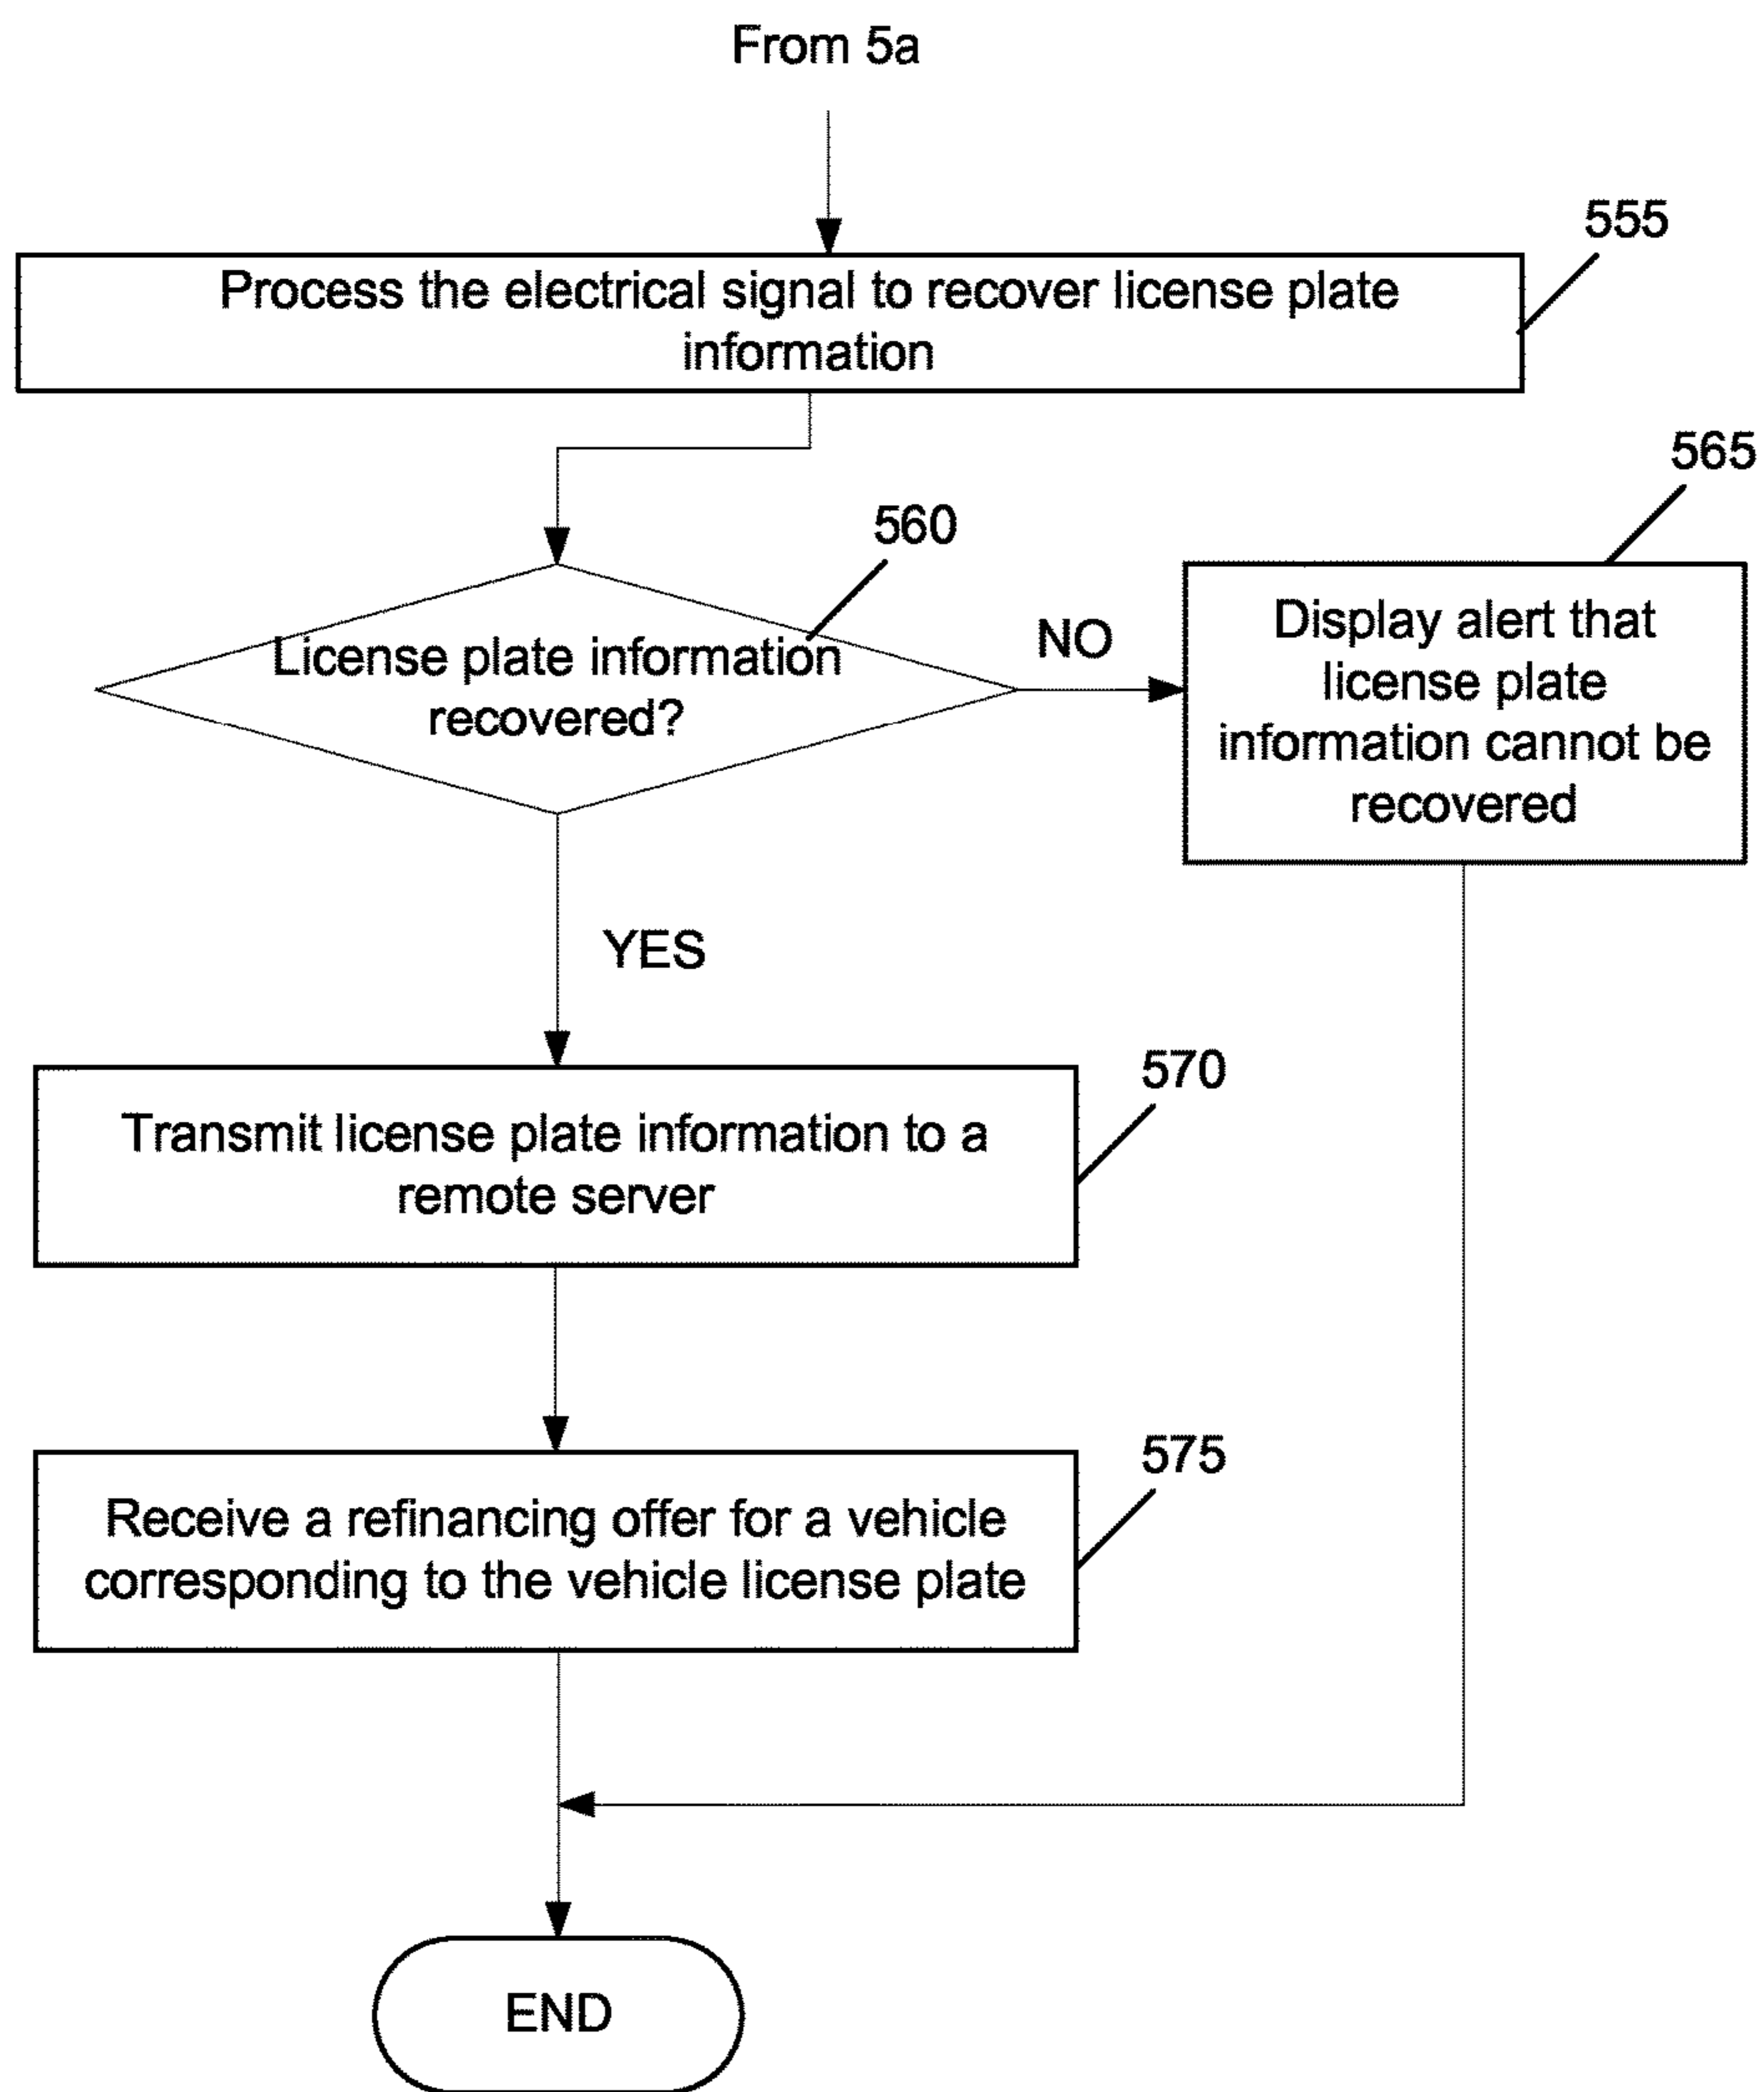 From 5a
555
Process the electrical signal to recover license plate
information
565
560
License plate information
recovered?
NO
Display alert that
license plate
information cannot be
recovered
YES
570
Transmit license plate information to a
remote server
575
Receive a refinancing offer for a vehicle
corresponding to the vehicle license plate
END